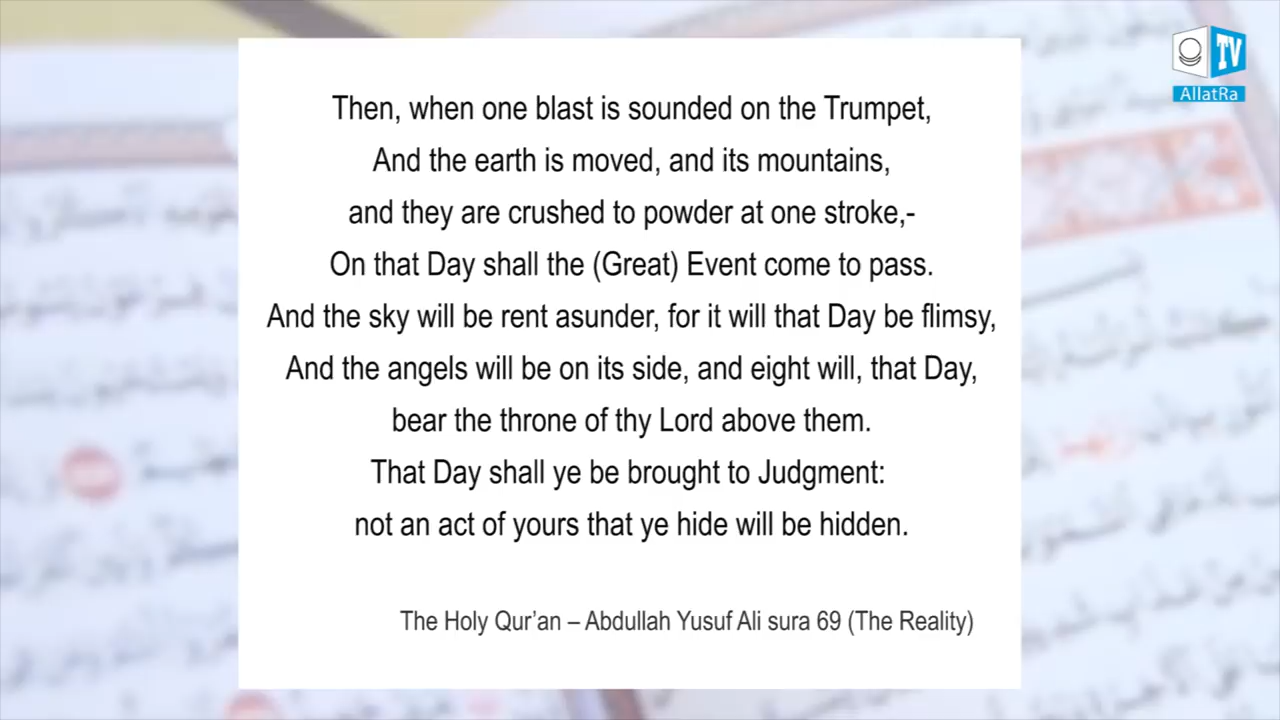 TV
AllatRa
Then, when one blast is sounded on the Trumpet,
And the earth is moved, and its mountains,
and they are crushed to powder at one stroke,-
On that Day shall the (Great) Event come to pass.
And the sky will be rent asunder, for it will that Day be flimsy,
And the angels will be on its side, and eight will, that Day,
bear the throne of thy Lord above them.
That Day shall ye be brought to Judgment:
not an act of yours that ye hide will be hidden.
The Holy Qur’an – Abdullah Yusuf Ali sura 69 (The Reality)